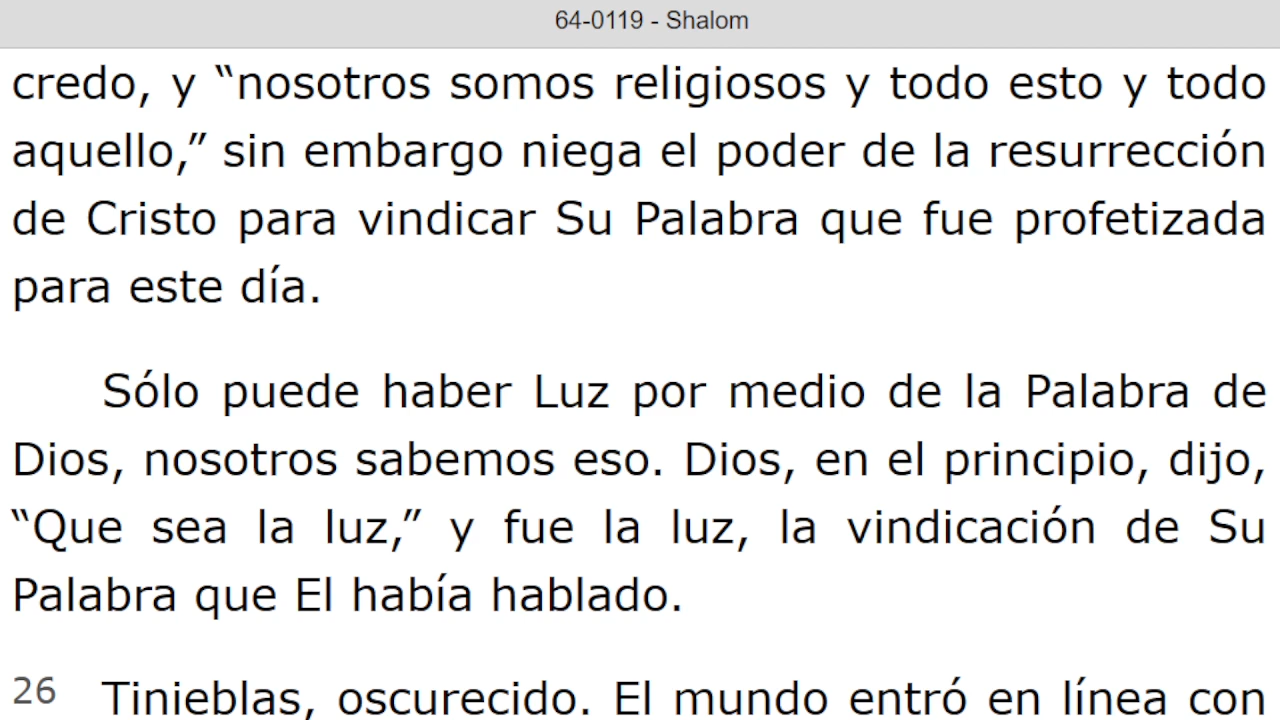 64-0119 - Shalom
credo, y “nosotros somos religiosos y todo esto y todo
aquello,” sin embargo niega el poder de la resurrección
de Cristo para vindicar Su Palabra que fue profetizada
para este día.
Sólo puede haber Luz por medio de la Palabra de
Dios, nosotros sabemos eso. Dios, en el principio, dijo,
“Que sea la luz,” y fue la luz, la vindicación de Su
Palabra que El había hablado.
26 Tinieblas, oscurecido. El mundo entró en línea con